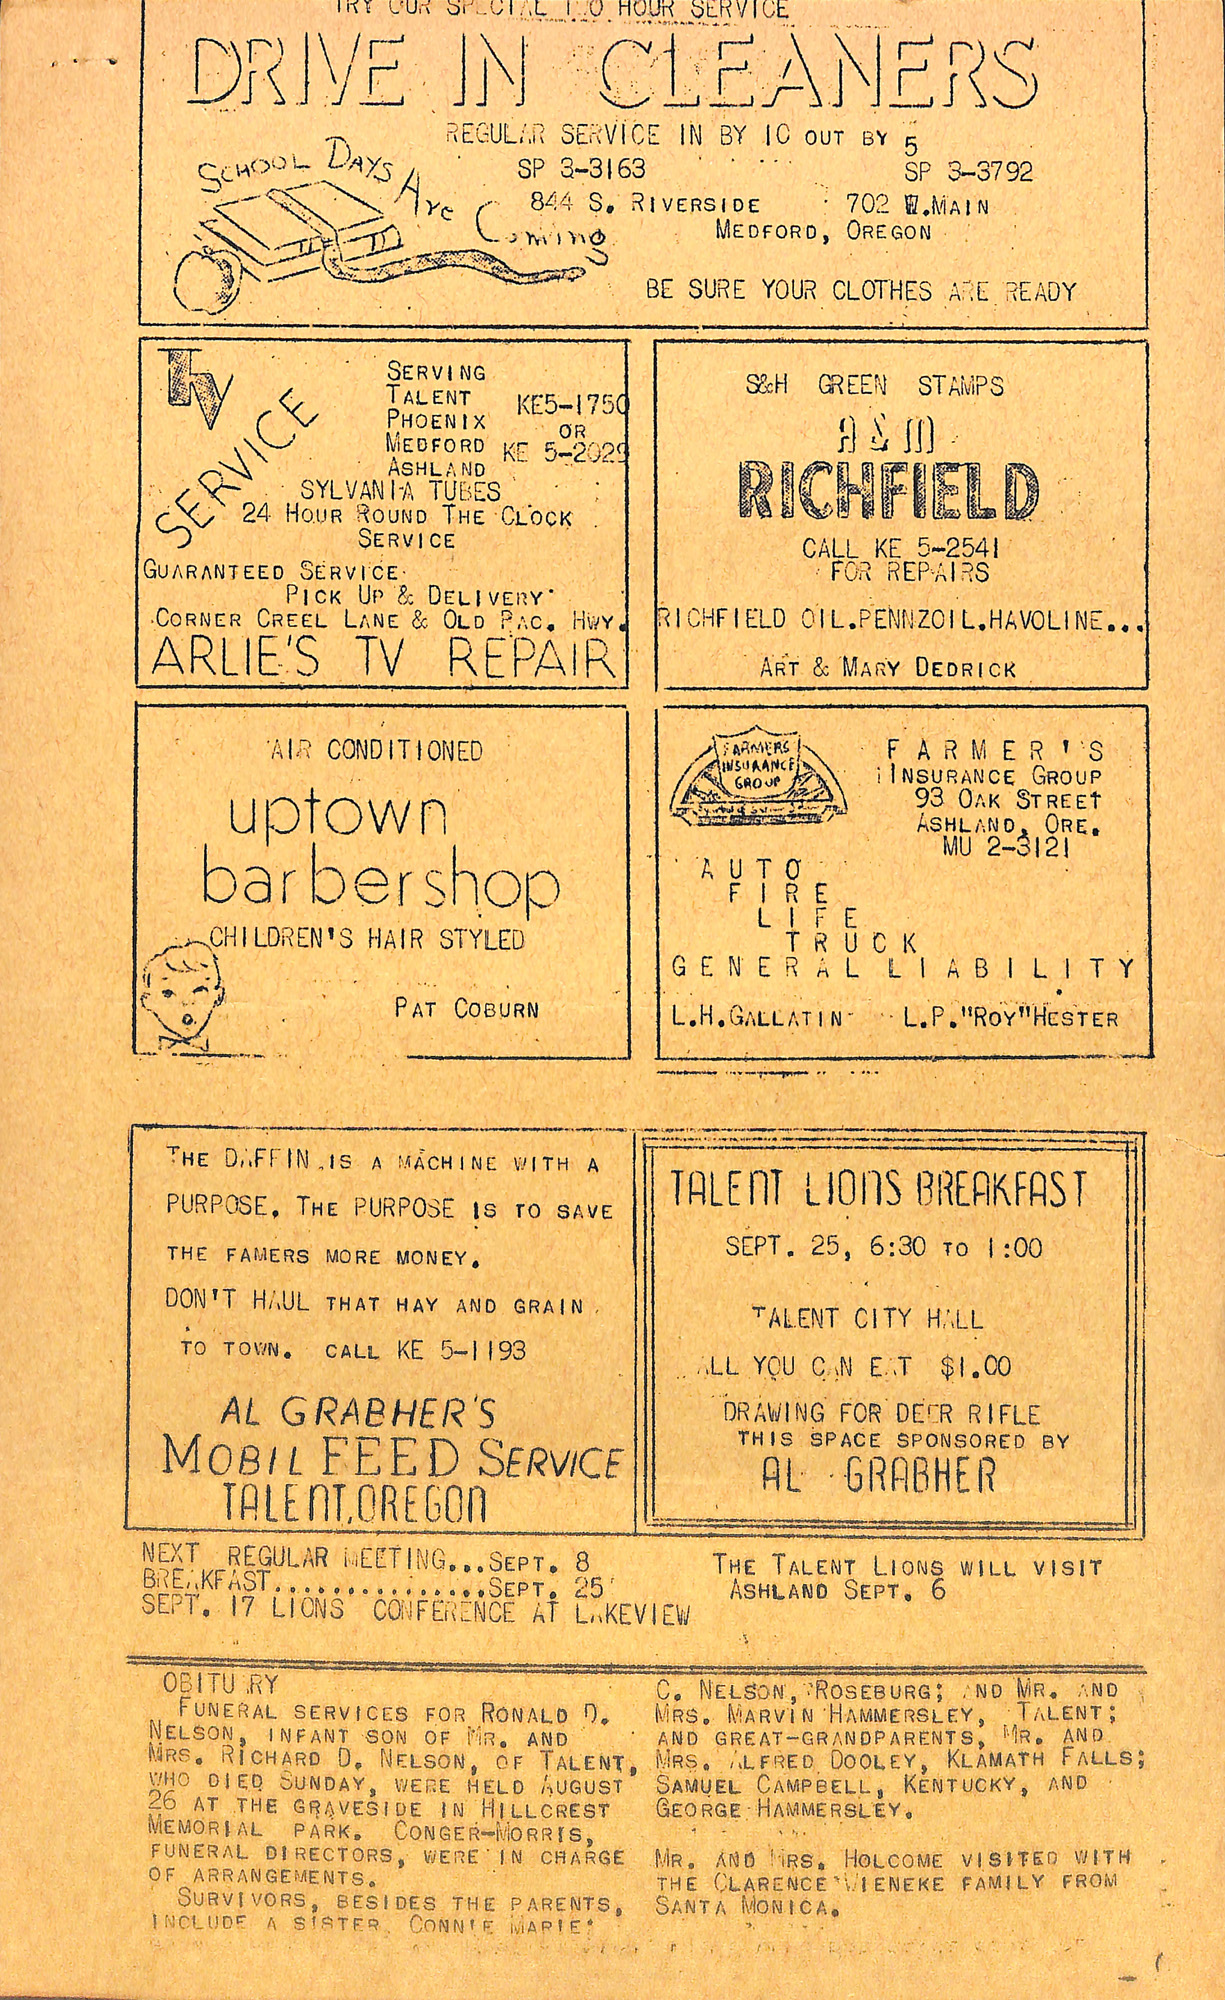 TRY OUR SPECIAL TWO HOUR SERVICE
DRIVE IN CLEANERS
REGULAR SERVICE IN BY 10 OUT BY 5
SCHOOL DAYS ARE COMING
SP 3-3163 SP 3-3792
844 S. RIVERSIDE 702 W.MAIN
MEDFORD, OREGON
BE SURE YOUR CLOTHES ARE READY
TV
SERVICE
SERVING
TALENT KE5-1750
PHOENIX OR
MEDFORD KE 5-2029
ASHLAND
SYLVANIA TUBES
24 HOUR ROUND THE CLOCK
SERVICE
GUARANTEED SERVICE
PICK UP & DELIVERY
CORNER CREEL LANE & OLD PAC. HWY.
ARLIE'S TV REPAIR
S&H GREEN STAMPS
A & M
RICHFIELD
CALL KE 5-2541
FOR REPAIRS
RICHFIELD OIL.PENNZOIL.HAVOLINE...
ART & MARY DEDRICK
AIR CONDITIONED
uptown
barbershop
CHILDREN'S HAIR STYLED
PAT COBURN
FARMERS
INSURANCE
GROUP
FARMER'S
INSURANCE GROUP
93 OAK STREET
ASHLAND, ORE.
MU 2-3121
AUTO
FIRE
LIFE
TRUCK
GENERAL LIABILITY
L.H.GALLATIN L.P."ROY"HESTER
THE DAFFIN IS A MACHINE WITH A
PURPOSE. THE PURPOSE IS TO SAVE
THE FAMERS MORE MONEY.
DON'T HAUL THAT HAY AND GRAIN
TO TOWN. CALL KE 5-1193
AL GRABHER'S
MOBIL FEED SERVICE
TALENT,OREGON
TALENT LIONS BREAKFAST
SEPT. 25, 6:30 TO 1:00
TALENT CITY HALL
ALL YOU CAN EAT $1.00
DRAWING FOR DEER RIFLE
THIS SPACE SPONSORED BY
AL GRABHER
NEXT REGULAR MEETING...SEPT. 8
BREAKFAST...............SEPT. 25
SEPT. 17 LIONS CONFERENCE AT LAKEVIEW
THE TALENT LIONS WILL VISIT
ASHLAND SEPT. 6
OBITUARY
FUNERAL SERVICES FOR RONALD D.
NELSON, INFANT SON OF MR. AND
MRS. RICHARD D. NELSON, OF TALENT,
WHO DIED SUNDAY, WERE HELD AUGUST
26 AT THE GRAVESIDE IN HILLCREST
MEMORIAL PARK. CONGER-MORRIS,
FUNERAL DIRECTORS, WERE IN CHARGE
OF ARRANGEMENTS.
SURVIVORS, BESIDES THE PARENTS,
INCLUDE A SISTER, CONNIE MARIE;
C. NELSON, ROSEBURG; AND MR. AND
MRS. MARVIN HAMMERSLEY, TALENT;
AND GREAT-GRANDPARENTS, MR. AND
MRS. ALFRED DOOLEY, KLAMATH FALLS;
SAMUEL CAMPBELL, KENTUCKY, AND
GEORGE HAMMERSLEY.
MR. AND MRS. HOLCOME VISITED WITH
THE CLARENCE WIENEKE FAMILY FROM
SANTA MONICA.